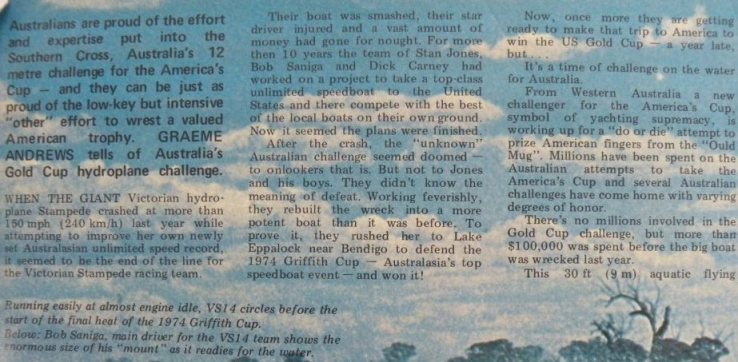 Australians are proud of the effort
and expertise put into the
Southern Cross, Australia's 12
metre challenge for the America's
Cup — and they can be just as
proud of the low-key but intensive
"other" effort to wrest a valued
American trophy. GRAEME
ANDREWS tells of Australia's
Gold Cup hydroplane challenge.
WHEN THE GIANT Victorian hydro-
plane Stampede crashed at more than
150 mph (240 km/h) last year while
attempting to improve her own newly
set Australasian unlimited speed record,
it seemed to be the end of the line for
the Victorian Stampede racing team.
Their boat was smashed, their star
driver injured and a vast amount of
money had gone for nought. For more
then 10 years the team of Stan Jones,
Bob Saniga and Dick Carney had
worked on a project to take a top-class
unlimited speedboat to the United
States and there compete with the best
of the local boats on their own ground.
Now it seemed the plans were finished.
After the crash, the "unknown"
Australian challenge seemed doomed —
to onlookers that is. But not to Jones
and his boys. They didn't know the
meaning of defeat. Working feverishly,
they rebuilt the wreck into a more
potent boat than it was before. To
prove it, they rushed her to Lake
Eppalock near Bendigo to defend the
1974 Griffith Cup — Australasia's top
speedboat event — and won it!
Now, once more they are getting
ready to make that trip to America to
win the US Gold Cup — a year late,
but . . .
It's a time of challenge on the water
for Australia.
From Western Australia a new
challenger for the America's Cup,
symbol of yachting supremacy, is
working up for a "do or die" attempt to
prize American fingers from the "Ould
Mug". Millions have been spent on the
Australian attempts to take the
America's Cup and several Australian
challenges have come home with varying
degrees of honor.
There's no millions involved in the
Gold Cup challenge, but more than
$100,000 was spent before the big boat
was wrecked last year.
This 30 ft (9 m) aquatic flying
Running easily at almost engine idle, VS14 circles before the
start of the final heat of the 1974 Griffith Cup.
Below: Bob Saniga, main driver for the VS14 team shows the
enormous size of his "mount" as it readies for the water.